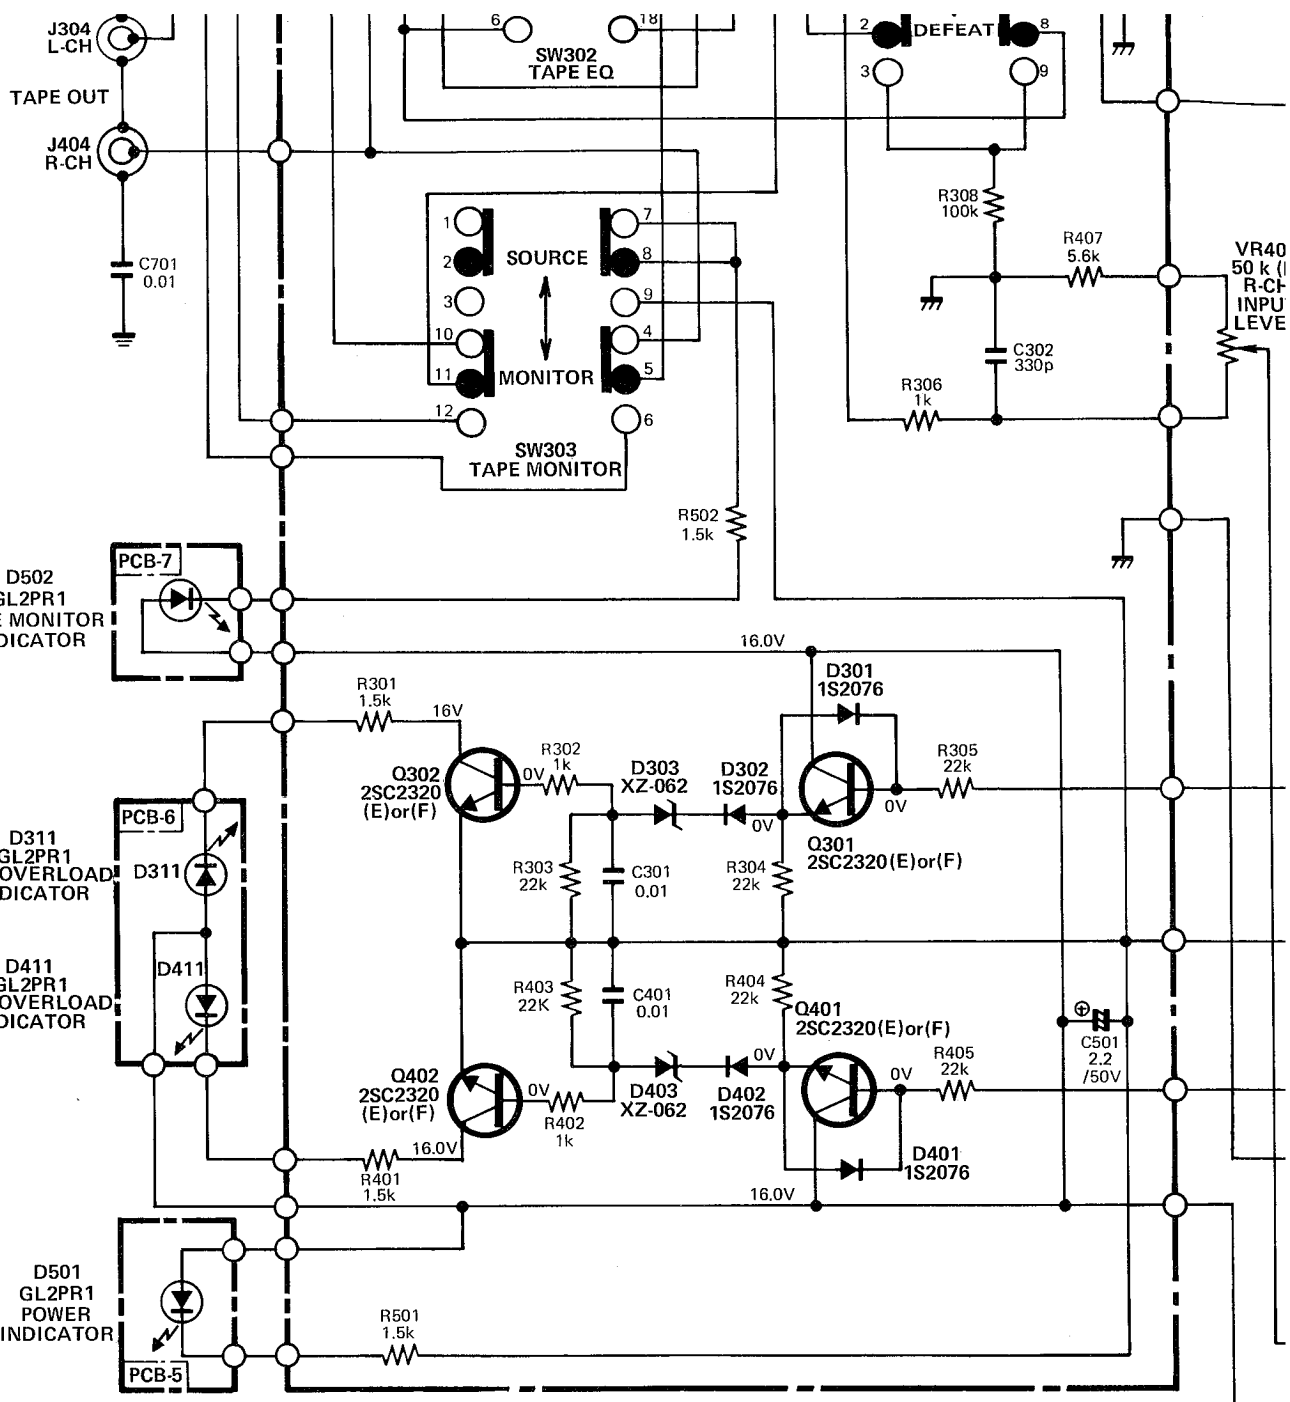 J304
L-CH
6
18
SW302
TAPE EQ
2
DEFEAT
8
3
9
TAPE OUT
J404
R-CH
C701
0.01
1
2
3
10
11
12
SOURCE
MONITOR
7
8
9
4
5
6
SW303
TAPE MONITOR
R308
100k
R407
5.6k
50 k
R-CH
C302
330p
R306
1k
R502
1.5k
PCB-7
D502
GL2PR1
MONITOR
16.0V
R301
1.5k
16V
D301
1S2076
Q302
2SC2320
(E)or(F)
0V
R302
1k
D303
XZ-062
D302
1S2076
0V
R305
22k
0V
Q301
2SC2320(E)or(F)
PCB-6
D311
GL2PR1
OVERLOAD
D311
R303
22k
C301
0.01
R304
22k
D411
GL2PR1
OVERLOAD
D411
R403
22K
C401
0.01
R404
22k
Q401
2SC2320(E)or(F)
C501
2.2
/50V
Q402
2SC2320
(E)or(F)
0V
R402
1k
D403
XZ-062
D402
1S2076
0V
R405
22k
0V
16.0V
R401
1.5k
D401
1S2076
16.0V
D501
GL2PR1
POWER
INDICATOR
PCB-5
R501
1.5k